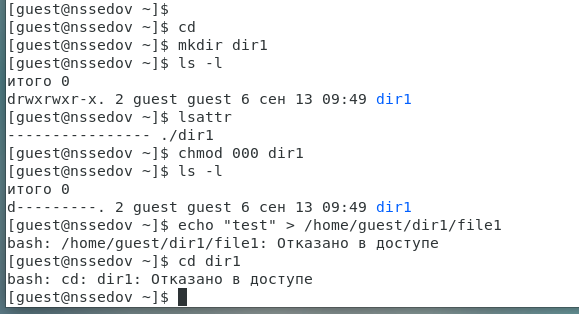 [guest@nssedov ~]$
[guest@nssedov ~]$ cd
[guest@nssedov ~]$ mkdir dir1
[guest@nssedov ~]$ ls -l
итого 0
drwxrwxr-x. 2 guest guest 6 сен 13 09:49 dir1
[guest@nssedov ~]$ lsattr
---------------- ./dir1
[guest@nssedov ~]$ chmod 000 dir1
[guest@nssedov ~]$ ls -l
итого 0
d---------. 2 guest guest 6 сен 13 09:49 dir1
[guest@nssedov ~]$ echo "test" > /home/guest/dir1/file1
bash: /home/guest/dir1/file1: Отказано в доступе
[guest@nssedov ~]$ cd dir1
bash: cd: dir1: Отказано в доступе
[guest@nssedov ~]$